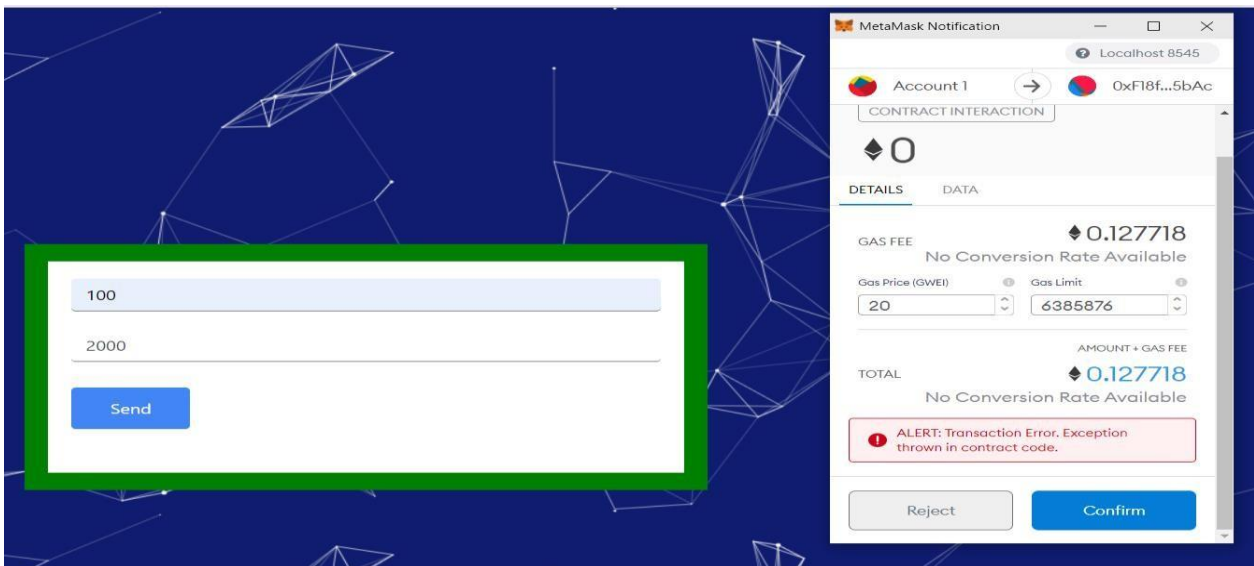 100
2000
Send
MetaMask Notification
Localhost 8545
Account 1
0xF18f...5bAc
CONTRACT INTERACTION
0
DETAILS DATA
GAS FEE
0.127718
No Conversion Rate Available
Gas Price (GWEI) Gas Limit
20 6385876
AMOUNT + GAS FEE
TOTAL
0.127718
No Conversion Rate Available
ALERT: Transaction Error. Exception
thrown in contract code.
Reject Confirm